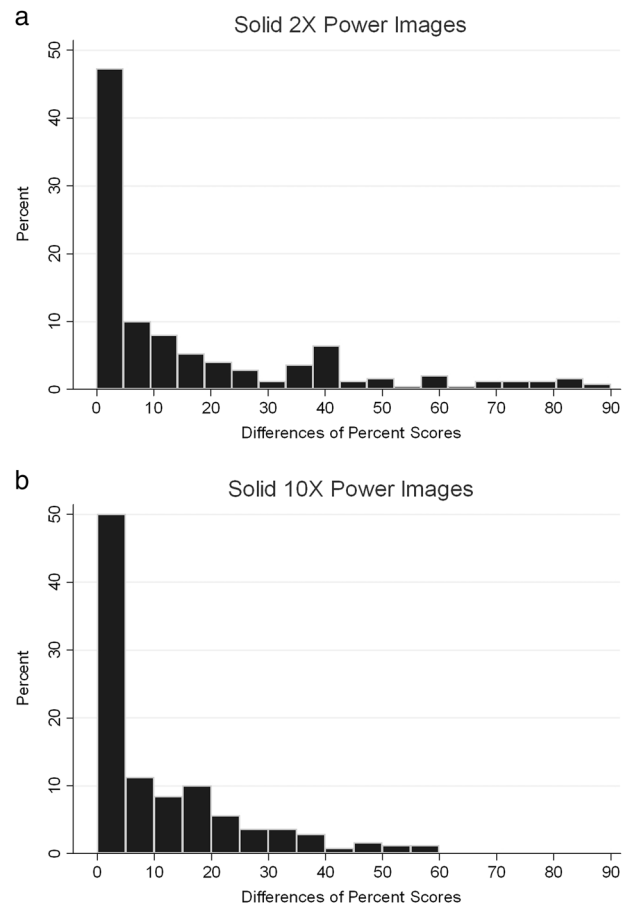 a
Solid 2X Power Images
50
40
30
20
10
0
Percent
0 10 20 30 40 50 60 70 80 90
Differences of Percent Scores
b
Solid 10X Power Images
50
40
30
20
10
0
Percent
0 10 20 30 40 50 60 70 80 90
Differences of Percent Scores